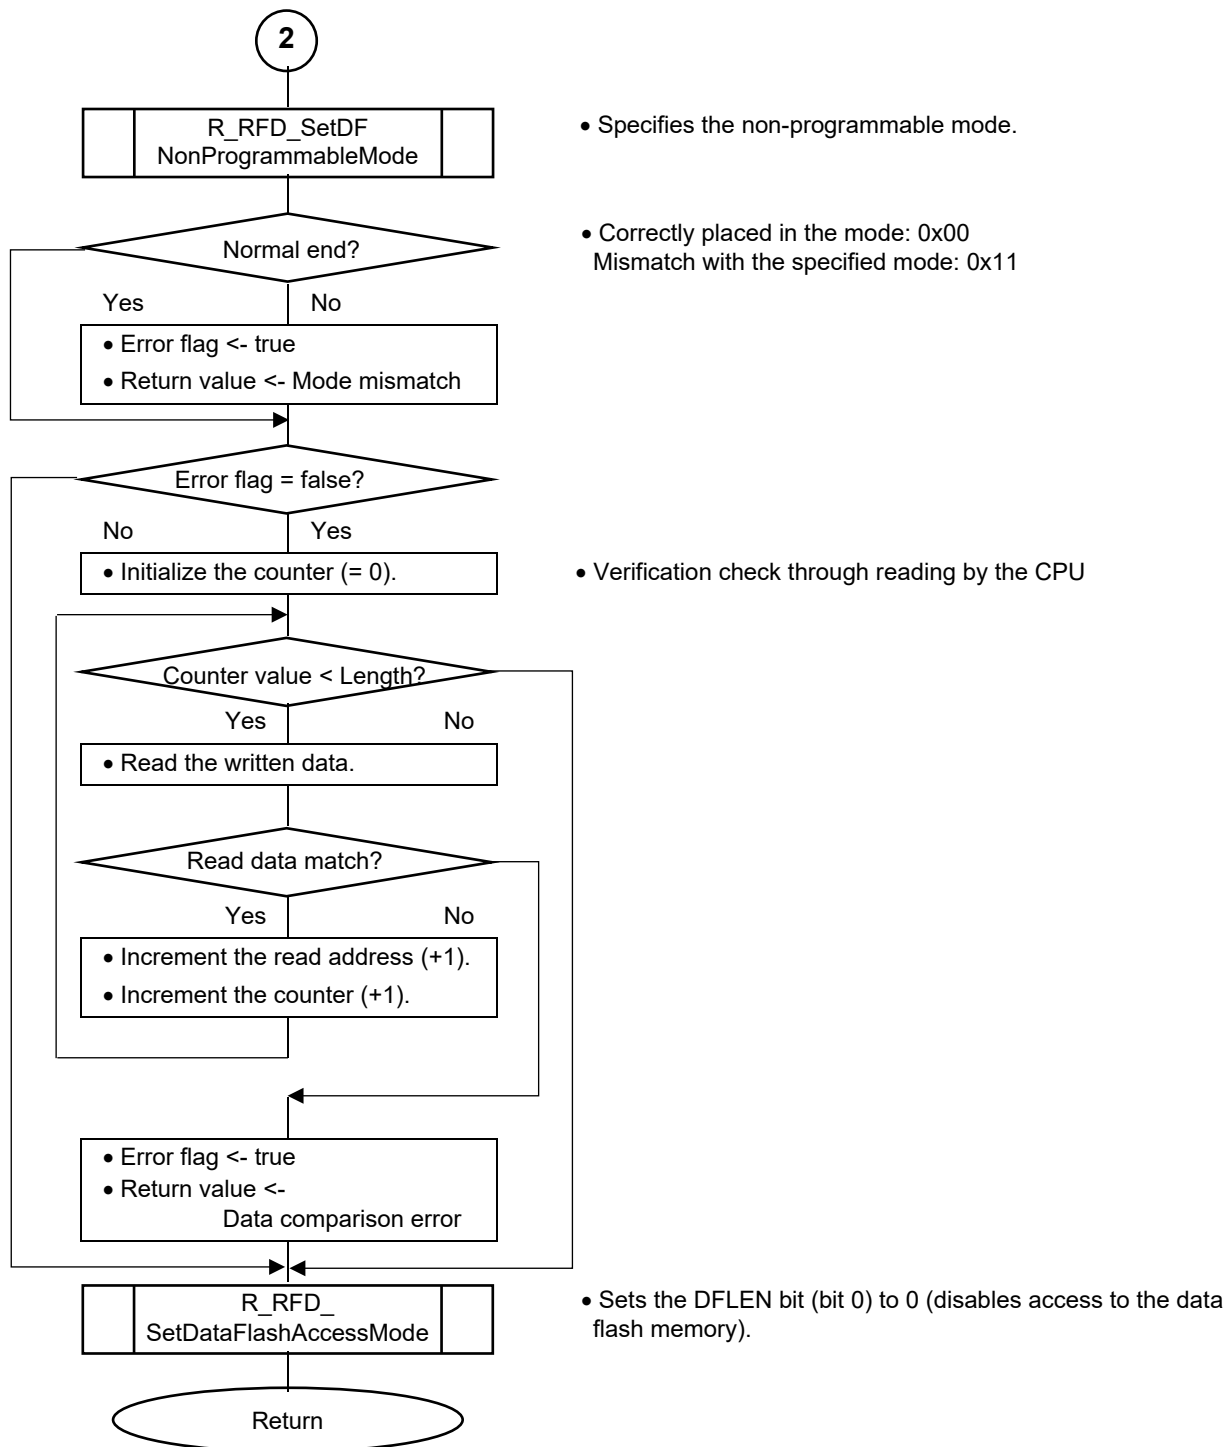 2
R_RFD_SetDF
NonProgrammableMode
• Specifies the non-programmable mode.
Normal end?
• Correctly placed in the mode: 0x00
Mismatch with the specified mode: 0x11
Yes No
• Error flag <- true
• Return value <- Mode mismatch
Error flag = false?
No Yes
• Initialize the counter (= 0).
• Verification check through reading by the CPU
Counter value < Length?
Yes No
• Read the written data.
Read data match?
Yes No
• Increment the read address (+1).
• Increment the counter (+1).
• Error flag <- true
• Return value <-
Data comparison error
R_RFD_
SetDataFlashAccessMode
• Sets the DFLEN bit (bit 0) to 0 (disables access to the data
flash memory).
Return